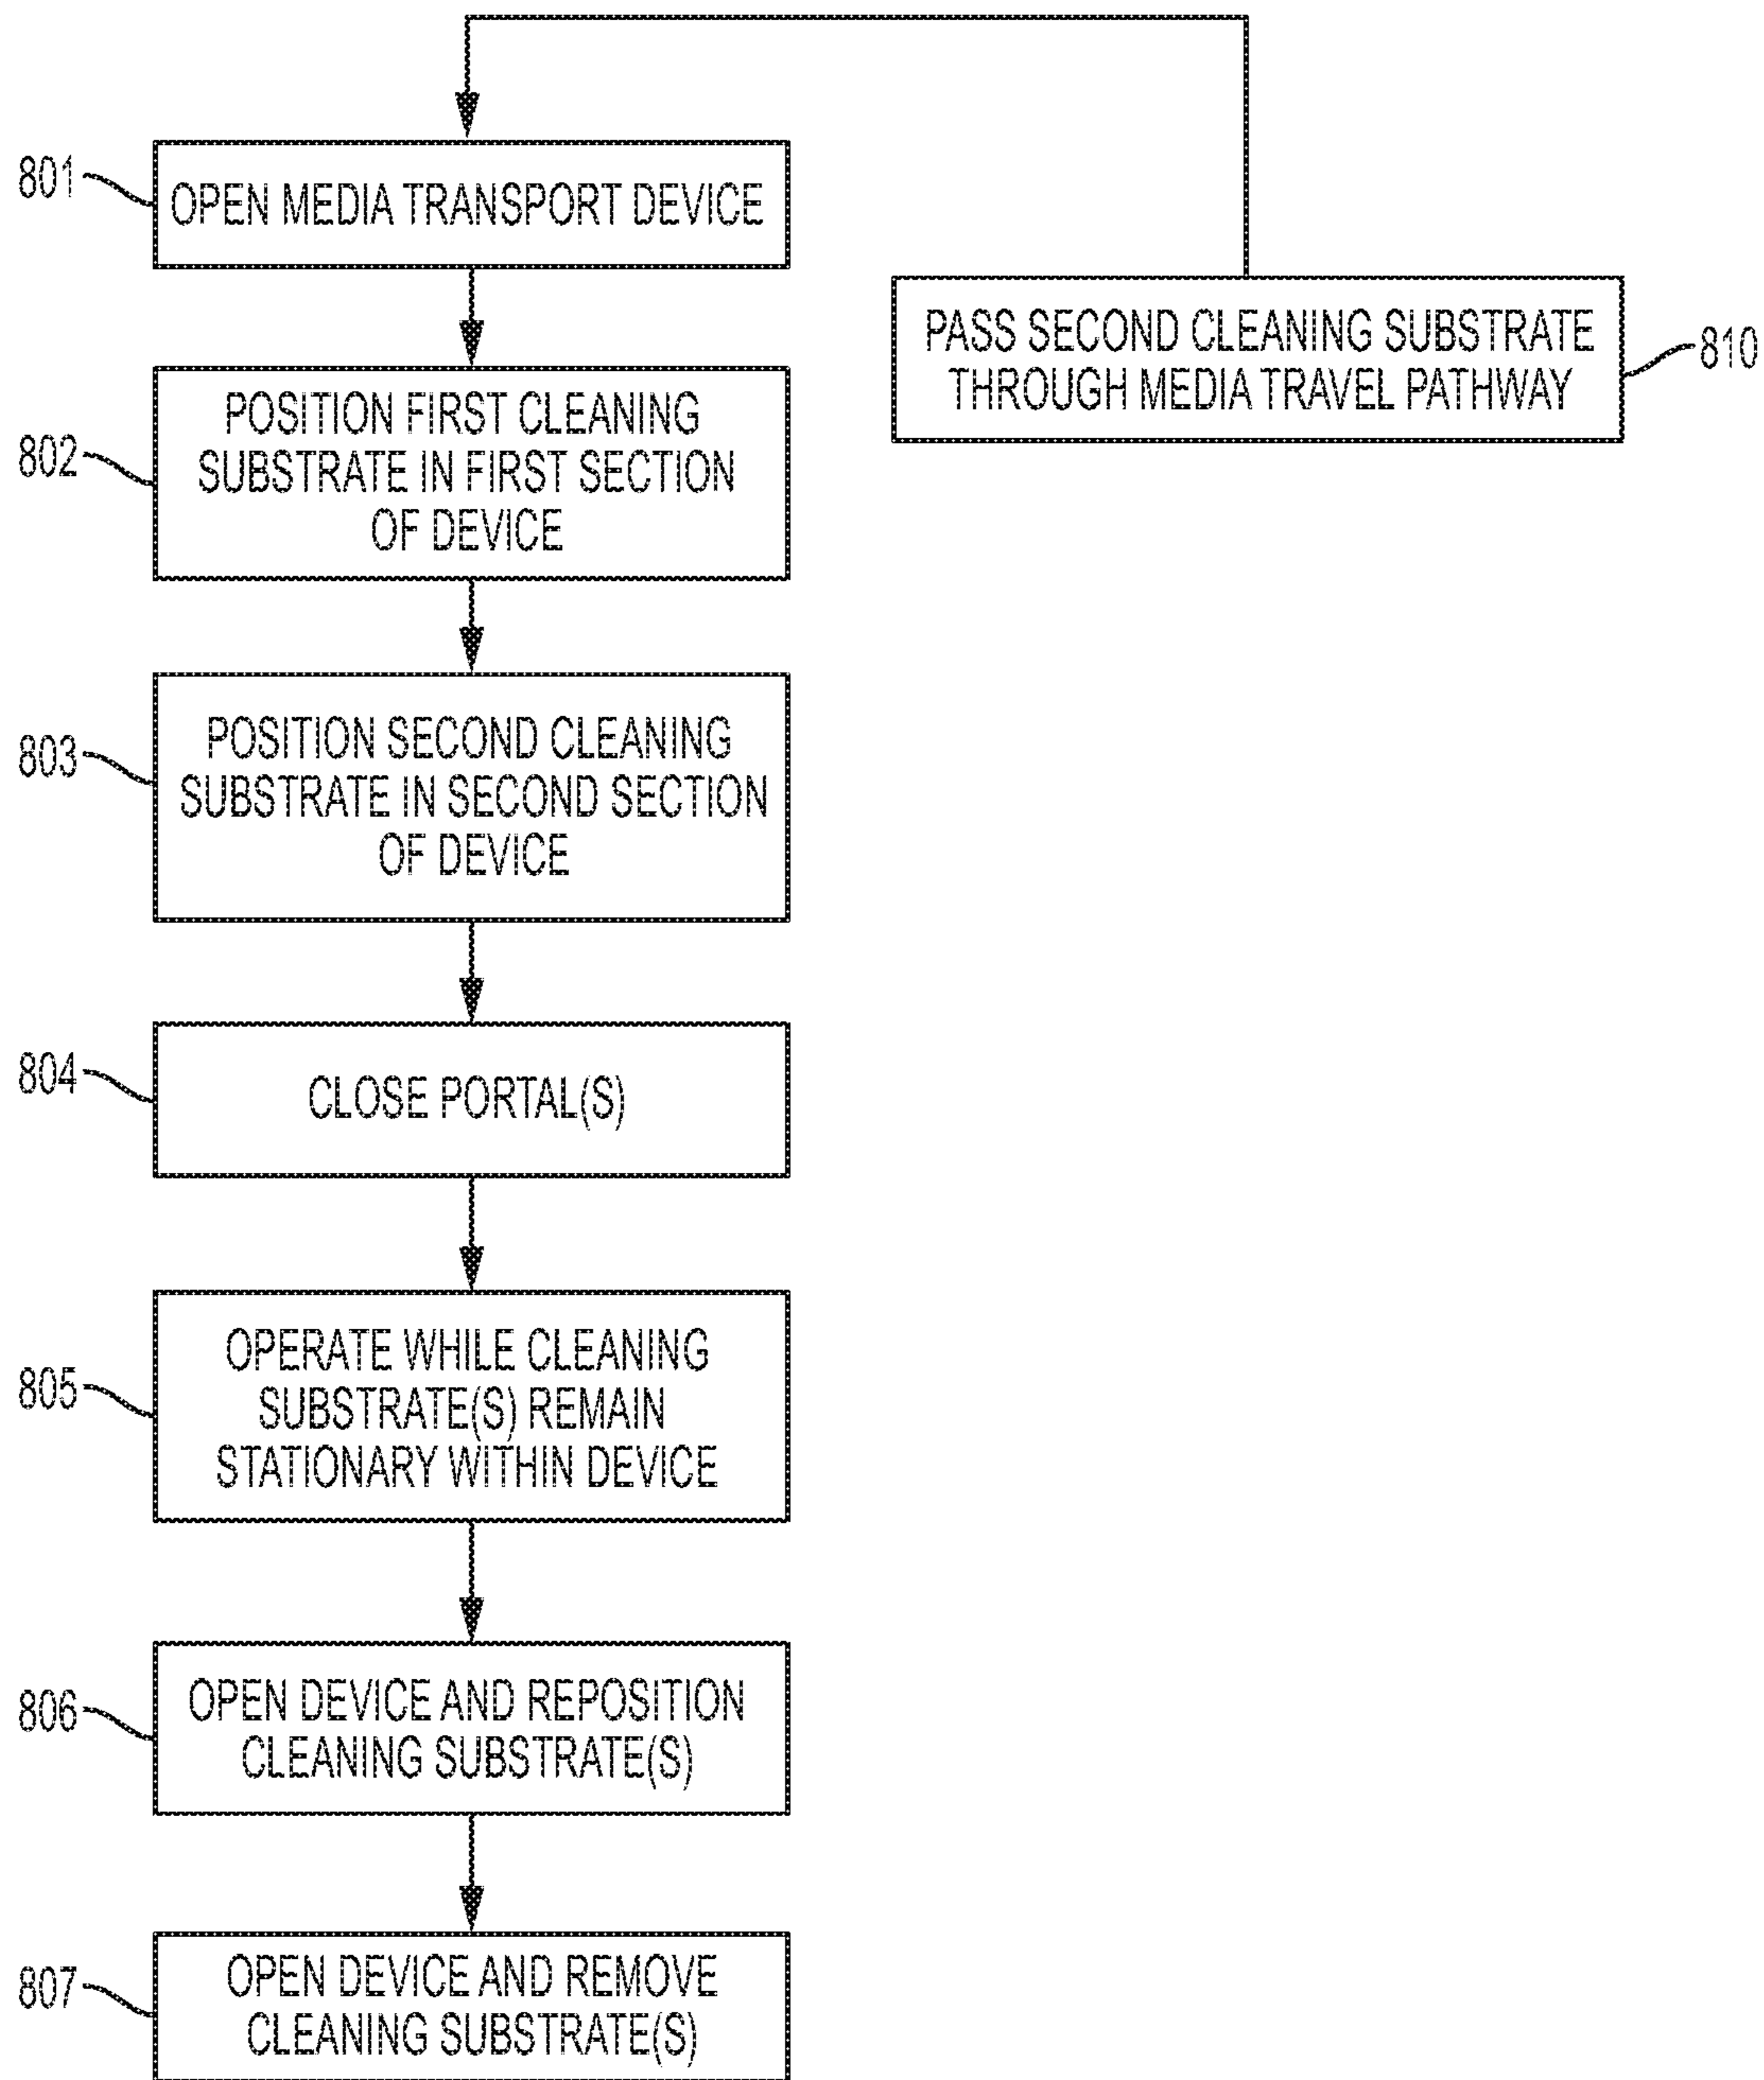 801
OPEN MEDIA TRANSPORT DEVICE
PASS SECOND CLEANING SUBSTRATE
THROUGH MEDIA TRAVEL PATHWAY
810
802
POSITION FIRST CLEANING
SUBSTRATE IN FIRST SECTION
OF DEVICE
803
POSITION SECOND CLEANING
SUBSTRATE IN SECOND SECTION
OF DEVICE
804
CLOSE PORTAL(S)
805
OPERATE WHILE CLEANING
SUBSTRATE(S) REMAIN
STATIONARY WITHIN DEVICE
806
OPEN DEVICE AND REPOSITION
CLEANING SUBSTRATE(S)
807
OPEN DEVICE AND REMOVE
CLEANING SUBSTRATE(S)